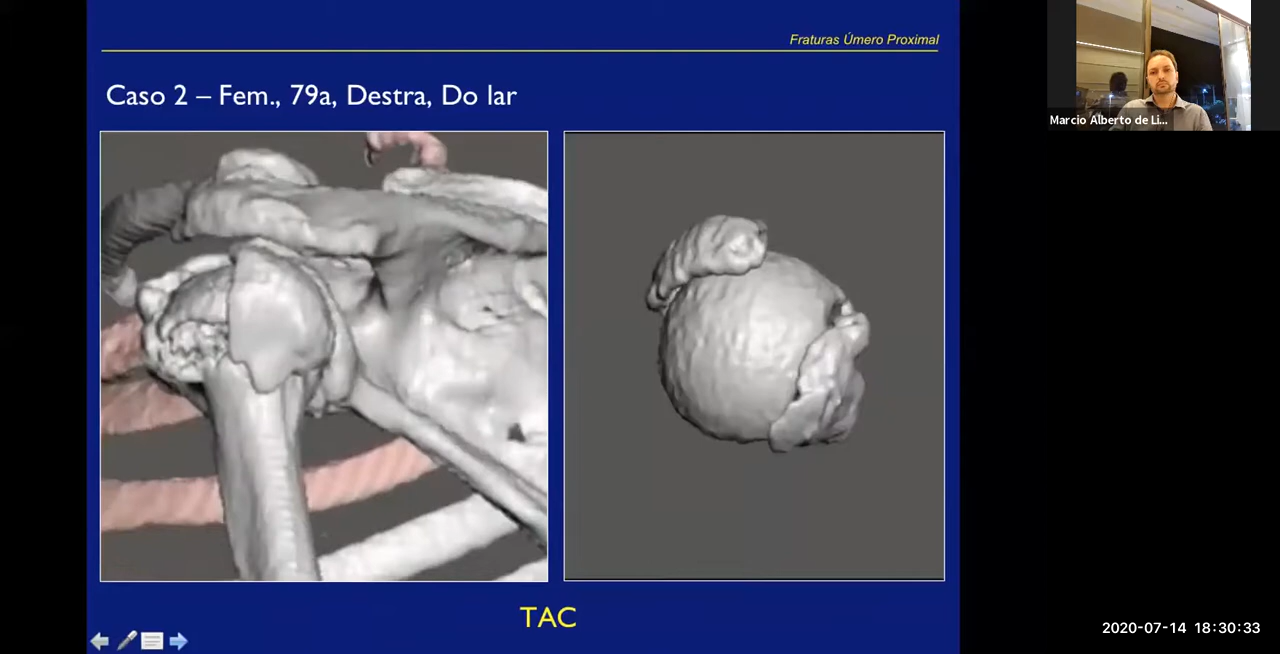 Fraturas Úmero Proximal
Caso 2 – Fem., 79a, Destra, Do lar
Marcio Alberto de Li...
TAC
2020-07-14 18:30:33